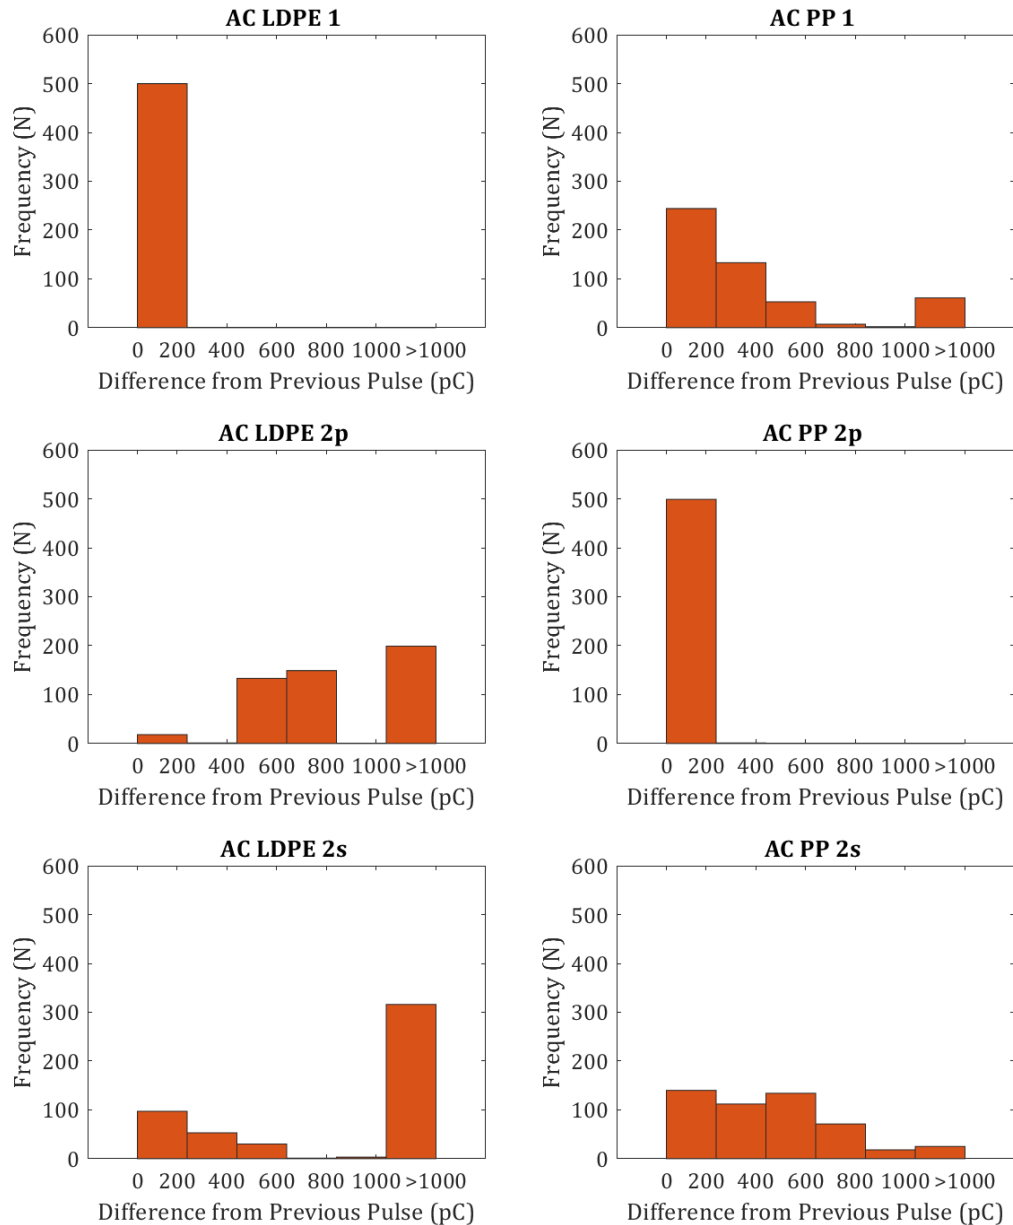 AC LDPE 1
600
500
400
300
200
100
0
Frequency (N)
0 200 400 600 800 1000 >1000
Difference from Previous Pulse (pC)
AC PP 1
600
500
400
300
200
100
0
Frequency (N)
0 200 400 600 800 1000 >1000
Difference from Previous Pulse (pC)
AC LDPE 2p
600
500
400
300
200
100
0
Frequency (N)
0 200 400 600 800 1000 >1000
Difference from Previous Pulse (pC)
AC PP 2p
600
500
400
300
200
100
0
Frequency (N)
0 200 400 600 800 1000 >1000
Difference from Previous Pulse (pC)
AC LDPE 2s
600
500
400
300
200
100
0
Frequency (N)
0 200 400 600 800 1000 >1000
Difference from Previous Pulse (pC)
AC PP 2s
600
500
400
300
200
100
0
Frequency (N)
0 200 400 600 800 1000 >1000
Difference from Previous Pulse (pC)